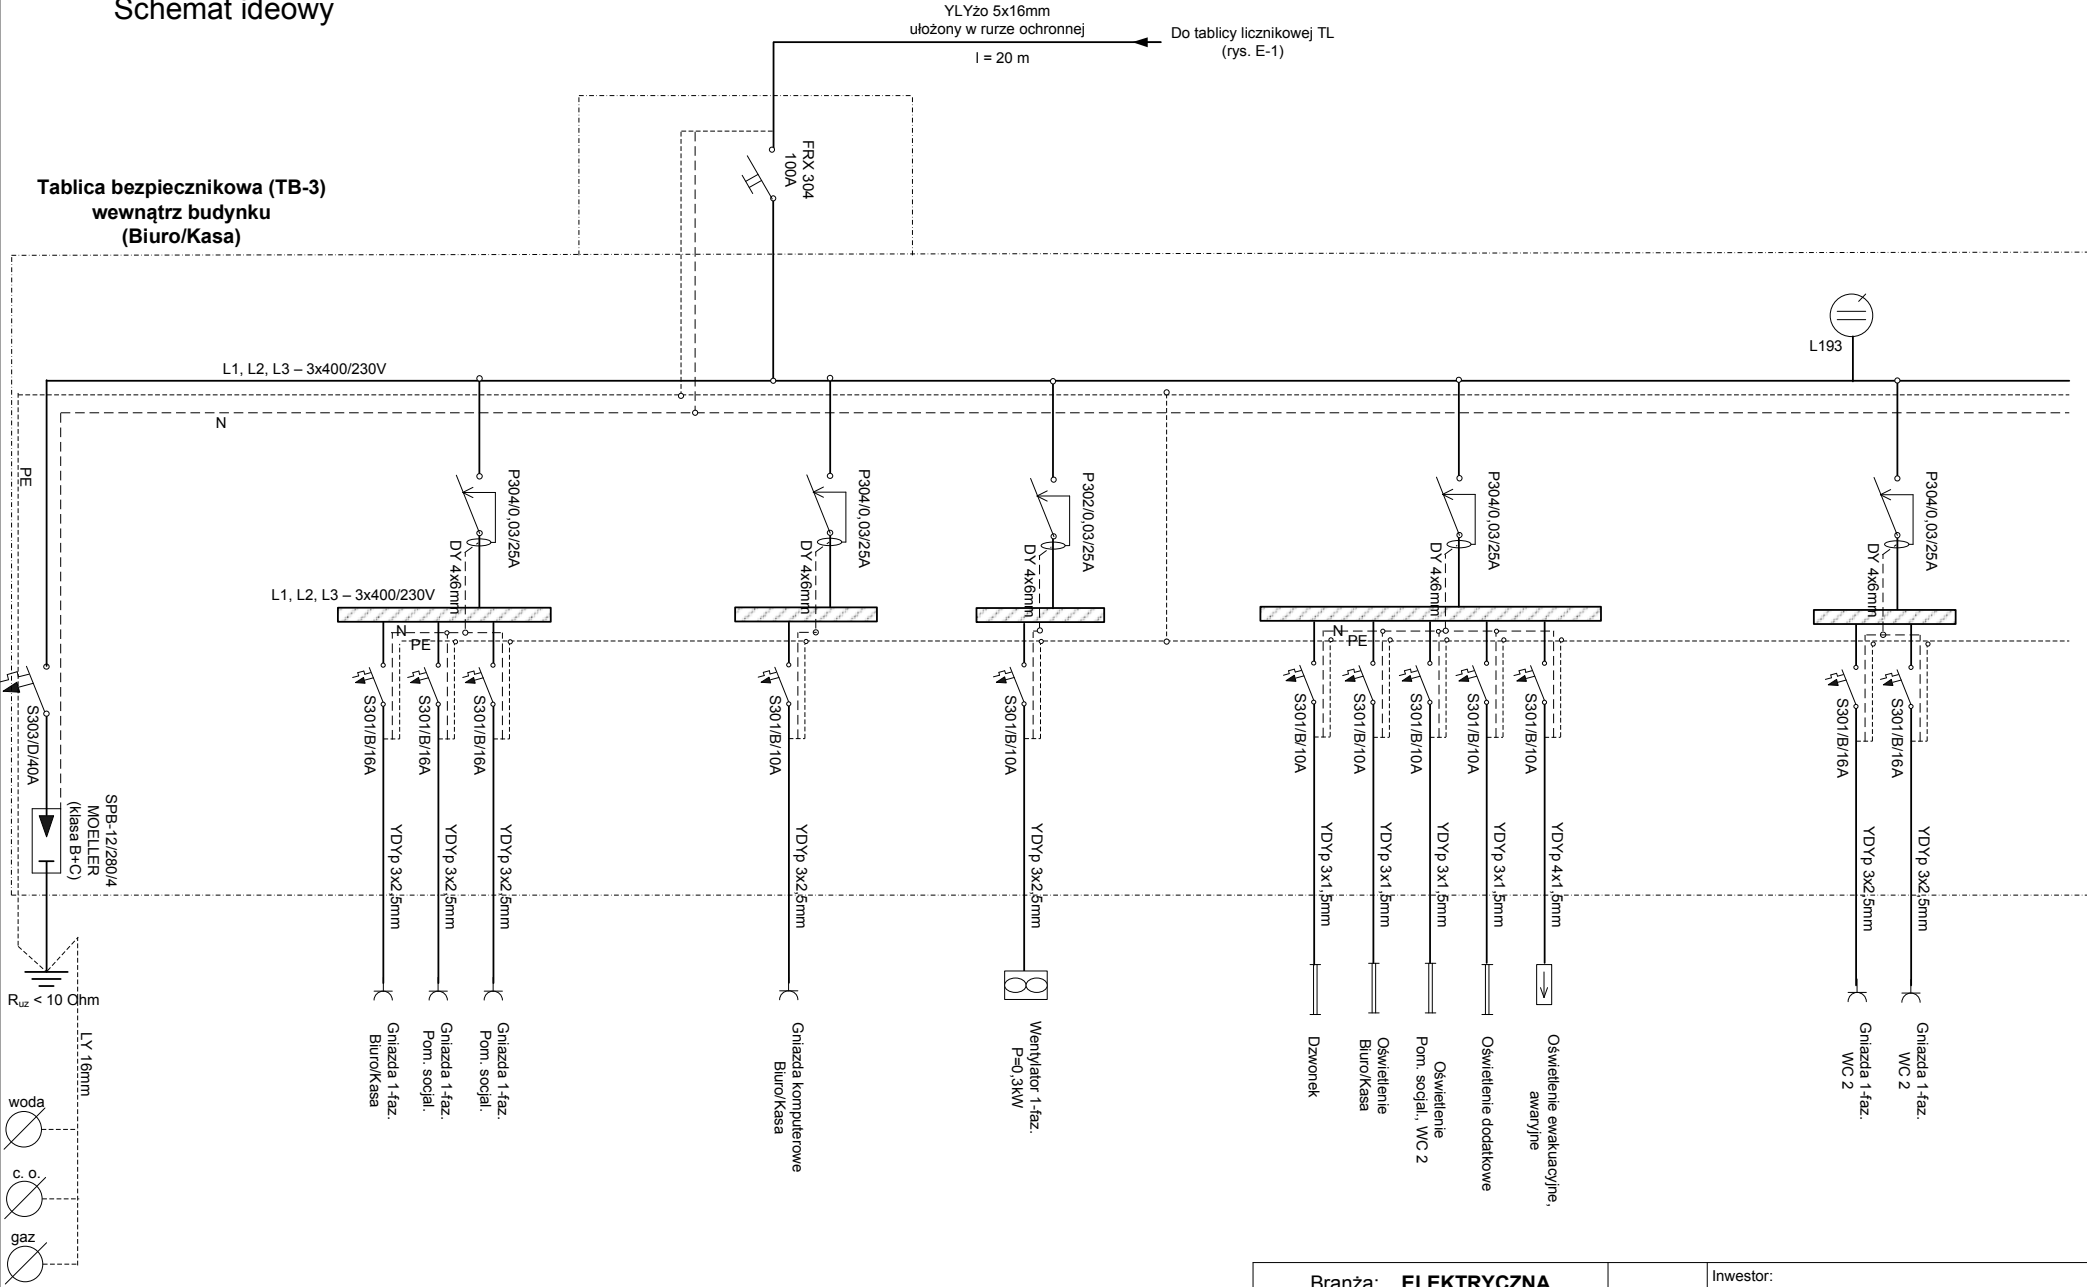 Schemat ideowy
YLYżo 5x16mm
ułożony w rurze ochronnej
l = 20 m
Do tablicy licznikowej TL
(rys. E-1)
FRX 304
100A
Tablica bezpiecznikowa (TB-3)
wewnątrz budynku
(Biuro/Kasa)
L193
L1, L2, L3 – 3x400/230V
N
PE
P304/0,03/25A
P304/0,03/25A
P302/0,03/25A
P304/0,03/25A
P304/0,03/25A
DY 4x6mm
DY 4x6mm
DY 4x6mm
DY 4x6mm
DY 4x6mm
L1, L2, L3 – 3x400/230V
N
PE
N
PE
S303/D/40A
S301/B/16A
S301/B/16A
S301/B/16A
S301/B/10A
S301/B/10A
S301/B/10A
S301/B/10A
S301/B/10A
S301/B/10A
S301/B/10A
S301/B/16A
S301/B/16A
SPB-12/280/4
MOELLER
(klasa B+C)
YDYp 3x2,5mm
YDYp 3x2,5mm
YDYp 3x2,5mm
YDYp 3x2,5mm
YDYp 3x2,5mm
YDYp 3x1,5mm
YDYp 3x1,5mm
YDYp 3x1,5mm
YDYp 3x1,5mm
YDYp 4x1,5mm
YDYp 3x2,5mm
YDYp 3x2,5mm
Ruz < 10 Ohm
LY 16mm
Gniazda 1-faz.
Biuro/Kasa
Gniazda 1-faz.
Pom. socjal.
Gniazda 1-faz.
Pom. socjal.
Gniazda komputerowe
Biuro/Kasa
Wentylator 1-faz.
P=0,3kW
Dzwonek
Oświetlenie
Biuro/Kasa
Oświetlenie
Pom. socjal., WC 2
Oświetlenie dodatkowe
Oświetlenie ewakuacyjne,
awaryjne
Gniazda 1-faz.
WC 2
Gniazda 1-faz.
WC 2
woda
c. o.
gaz
Branża: ELEKTRYCZNA
Inwestor: